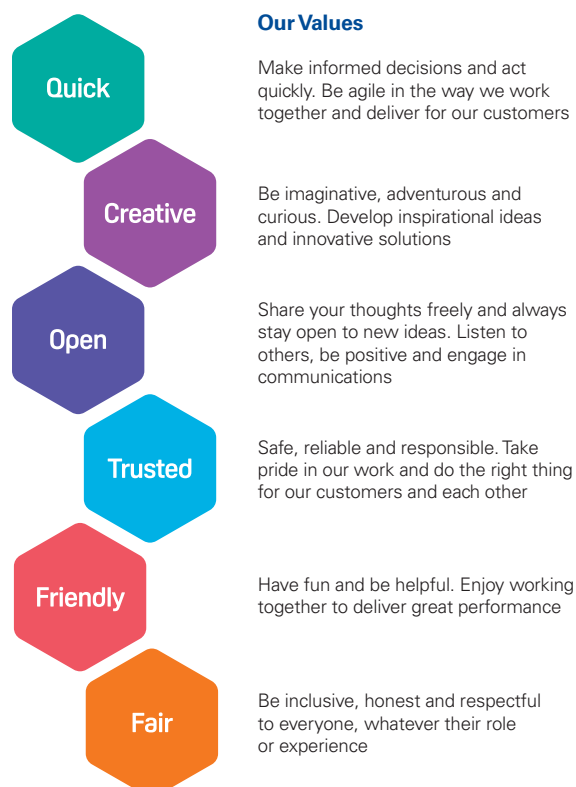 Our Values
Quick
Make informed decisions and act
quickly. Be agile in the way we work
together and deliver for our customers
Creative
Be imaginative, adventurous and
curious. Develop inspirational ideas
and innovative solutions
Open
Share your thoughts freely and always
stay open to new ideas. Listen to
others, be positive and engage in
communications
Trusted
Safe, reliable and responsible. Take
pride in our work and do the right thing
for our customers and each other
Friendly
Have fun and be helpful. Enjoy working
together to deliver great performance
Fair
Be inclusive, honest and respectful
to everyone, whatever their role
or experience